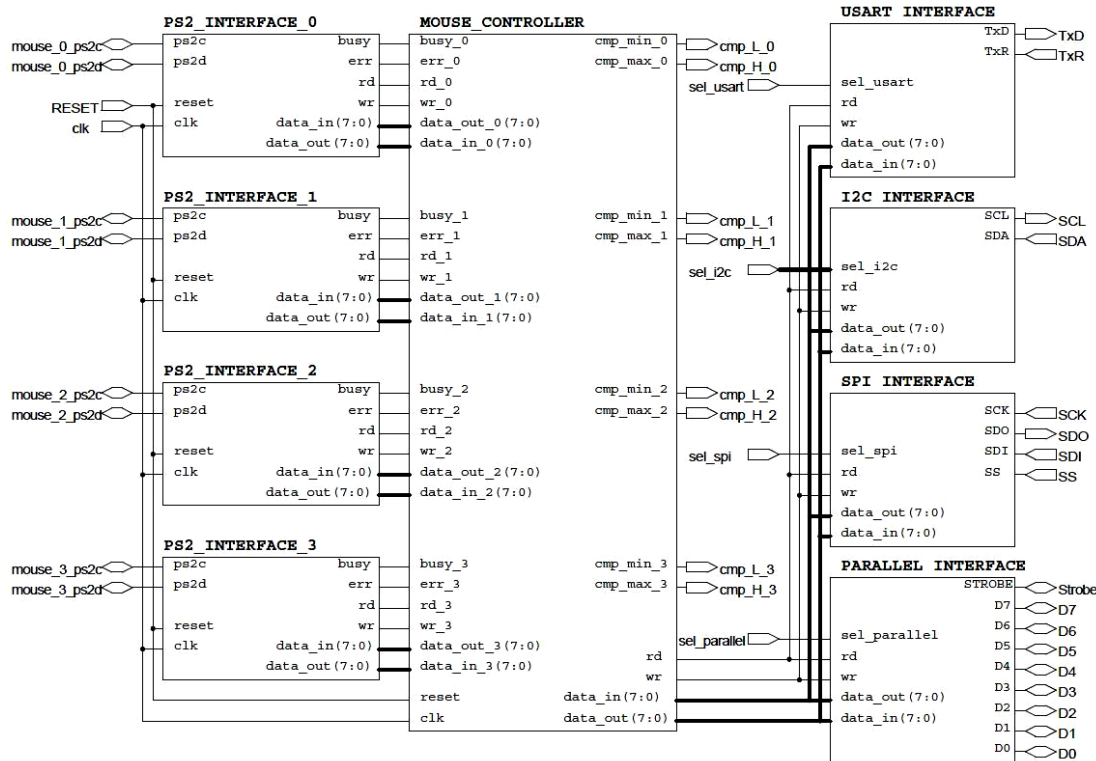 PS2_INTERFACE_0
mouse_0_ps2c
mouse_0_ps2d
RESET
clk
ps2c
ps2d
reset
clk
busy
err
rd
wr
data_in(7:0)
data_out(7:0)
PS2_INTERFACE_1
mouse_1_ps2c
mouse_1_ps2d
ps2c
ps2d
reset
clk
busy
err
rd
wr
data_in(7:0)
data_out(7:0)
PS2_INTERFACE_2
mouse_2_ps2c
mouse_2_ps2d
ps2c
ps2d
reset
clk
busy
err
rd
wr
data_in(7:0)
data_out(7:0)
PS2_INTERFACE_3
mouse_3_ps2c
mouse_3_ps2d
ps2c
ps2d
reset
clk
busy
err
rd
wr
data_in(7:0)
data_out(7:0)
MOUSE CONTROLLER
busy_0
err_0
rd_0
wr_0
data_out_0(7:0)
data_in_0(7:0)
busy_1
err_1
rd_1
wr_1
data_out_1(7:0)
data_in_1(7:0)
busy_2
err_2
rd_2
wr_2
data_out_2(7:0)
data_in_2(7:0)
busy_3
err_3
rd_3
wr_3
data_out_3(7:0)
data_in_3(7:0)
reset
clk
cmp_min_0
cmp_max_0
cmp_min_1
cmp_max_1
cmp_min_2
cmp_max_2
cmp_min_3
cmp_max_3
rd
wr
data_in(7:0)
data_out(7:0)
cmp_L_0
cmp_H_0
cmp_L_1
cmp_H_1
cmp_L_2
cmp_H_2
cmp_L_3
cmp_H_3
USART INTERFACE
sel_usart
sel_usart
rd
wr
data_out(7:0)
data_in(7:0)
TxD
TxR
TxD
TxR
I2C INTERFACE
sel_i2c
sel_i2c
rd
wr
data_out(7:0)
data_in(7:0)
SCL
SDA
SCL
SDA
SPI INTERFACE
sel_spi
sel_spi
rd
wr
data_out(7:0)
data_in(7:0)
SCK
SDO
SDI
SS
SCK
SDO
SDI
SS
PARALLEL INTERFACE
sel_parallel
sel_parallel
rd
wr
data_out(7:0)
data_in(7:0)
STROBE
D7
D6
D5
D4
D3
D2
D1
D0
Strobe
D7
D6
D5
D4
D3
D2
D1
D0